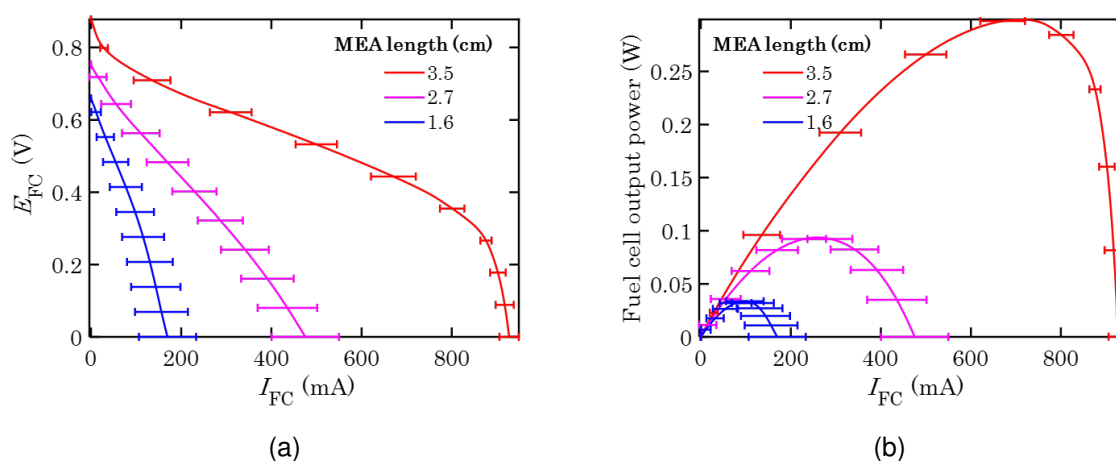 MEA length (cm)
3.5
2.7
1.6
E_FC (V)
0.8
0.6
0.4
0.2
0
0 200 400 600 800
I_FC (mA)
(a)
MEA length (cm)
3.5
2.7
1.6
Fuel cell output power (W)
0.25
0.2
0.15
0.1
0.05
0
0 200 400 600 800
I_FC (mA)
(b)